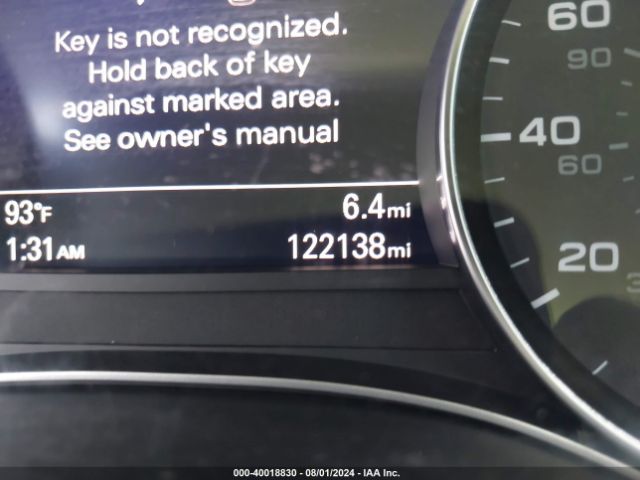 Key is not recognized.
Hold back of key
against marked area.
See owner's manual
93°F 6.4mi
1:31AM 122138mi
60
90
40
60
20
000-40018830 - 08/01/2024 - IAA Inc.